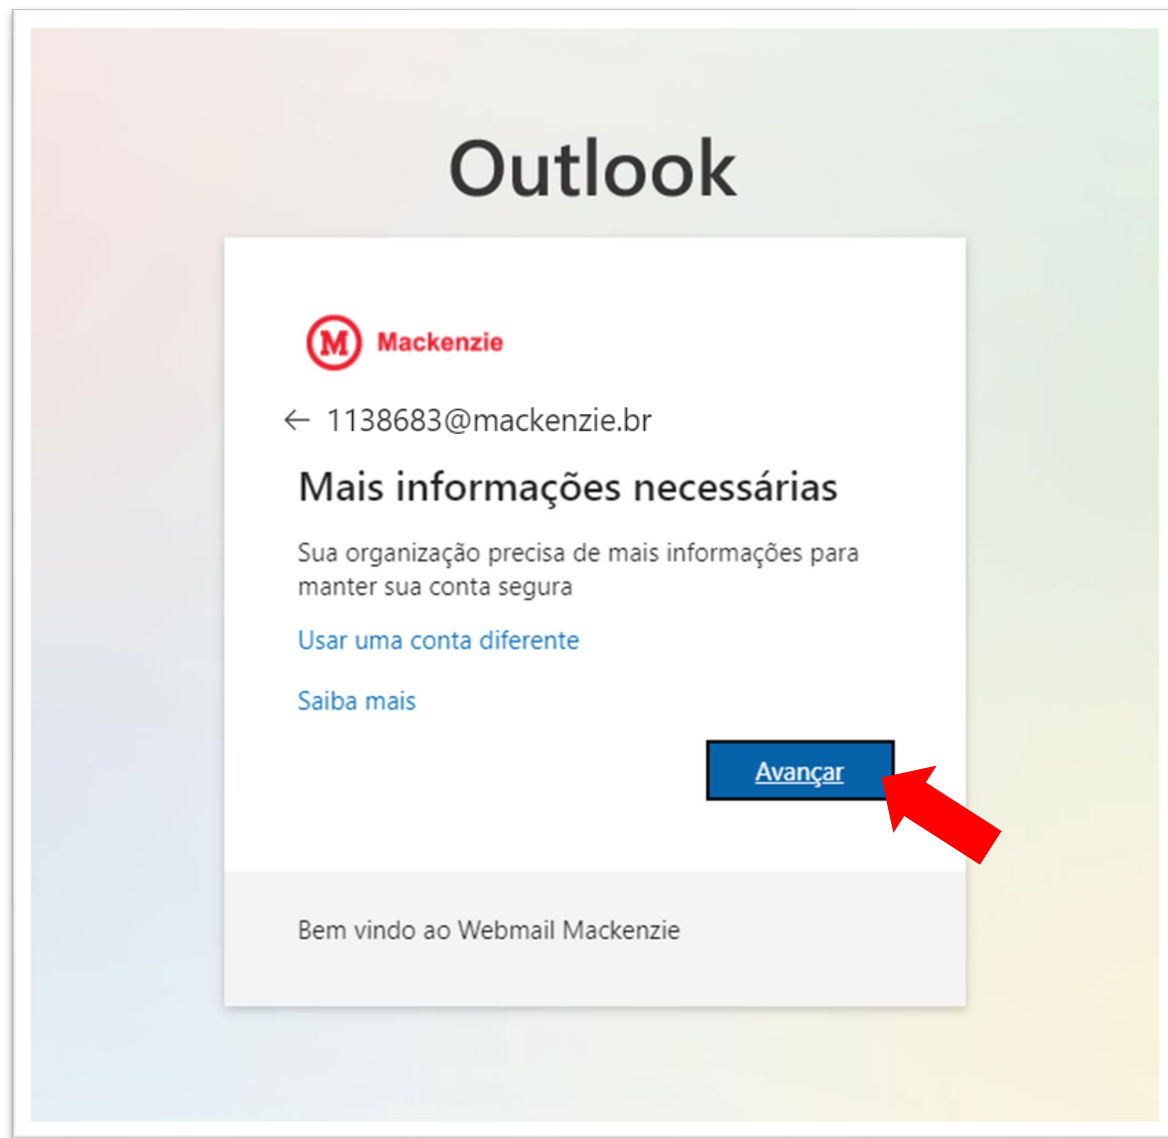 Outlook
M Mackenzie
← 1138683@mackenzie.br
Mais informações necessárias
Sua organização precisa de mais informações para
manter sua conta segura
Usar uma conta diferente
Saiba mais
Avançar
Bem vindo ao Webmail Mackenzie